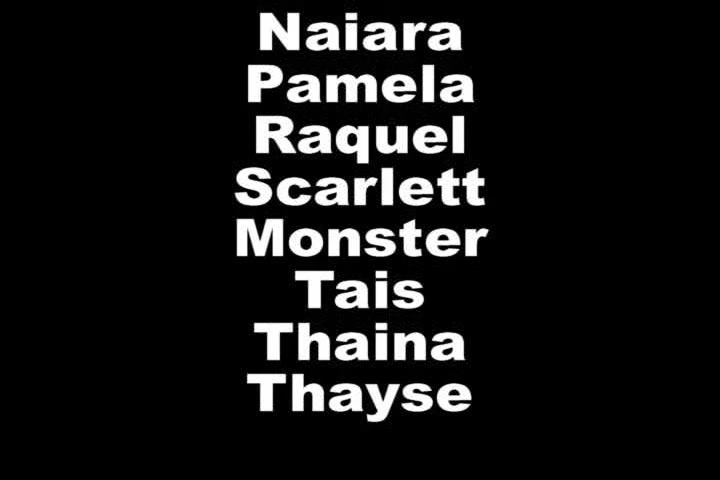 Naiara
Pamela
Raquel
Scarlett
Monster
Tais
Thaina
Thayse